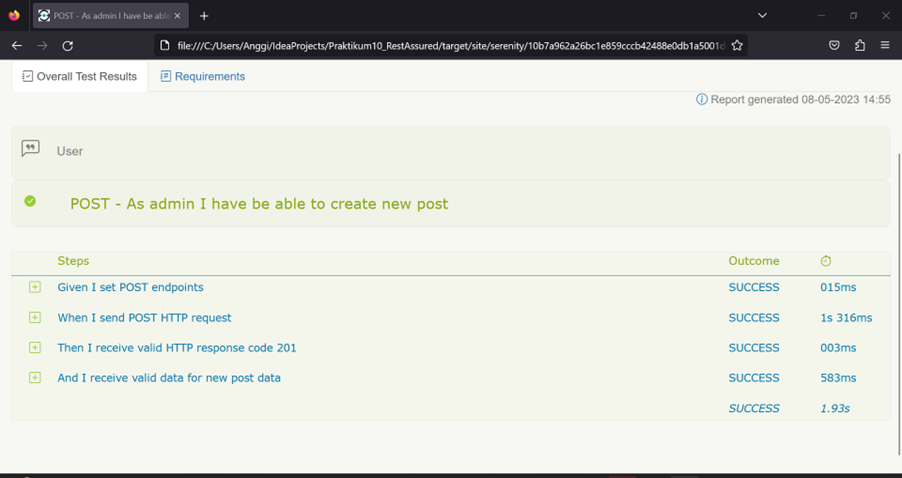 POST - As admin I have be able
file:///C:/Users/Anggi/IdeaProjects/Praktikum10_RestAssured/target/site/serenity/10b7a962a26bc1e859cccb42488e0db1a5001d
Overall Test Results
Requirements
Report generated 08-05-2023 14:55
User
POST - As admin I have be able to create new post
Steps Outcome
Given I set POST endpoints SUCCESS 015ms
When I send POST HTTP request SUCCESS 1s 316ms
Then I receive valid HTTP response code 201 SUCCESS 003ms
And I receive valid data for new post data SUCCESS 583ms
SUCCESS 1.93s